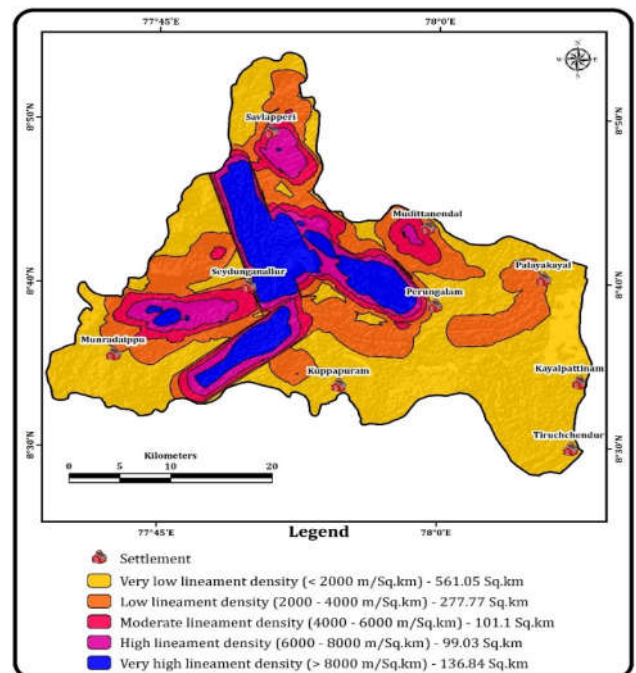 77°45'E
78°0'E
N
W
E
S
8°50'N
8°50'N
Savlapperi
Mudittanendal
Palayakayal
8°40'N
8°40'N
Seydunganallur
Perungalam
Munradaippu
Kuppapuram
Kayalpattinam
Tiruchchendur
8°30'N
8°30'N
Kilometers
0 5 10 20
77°45'E
78°0'E
Legend
Settlement
Very low lineament density (< 2000 m/Sq.km) - 561.05 Sq.km
Low lineament density (2000 - 4000 m/Sq.km) - 277.77 Sq.km
Moderate lineament density (4000 - 6000 m/Sq.km) - 101.1 Sq.km
High lineament density (6000 - 8000 m/Sq.km) - 99.03 Sq.km
Very high lineament density (> 8000 m/Sq.km) - 136.84 Sq.km